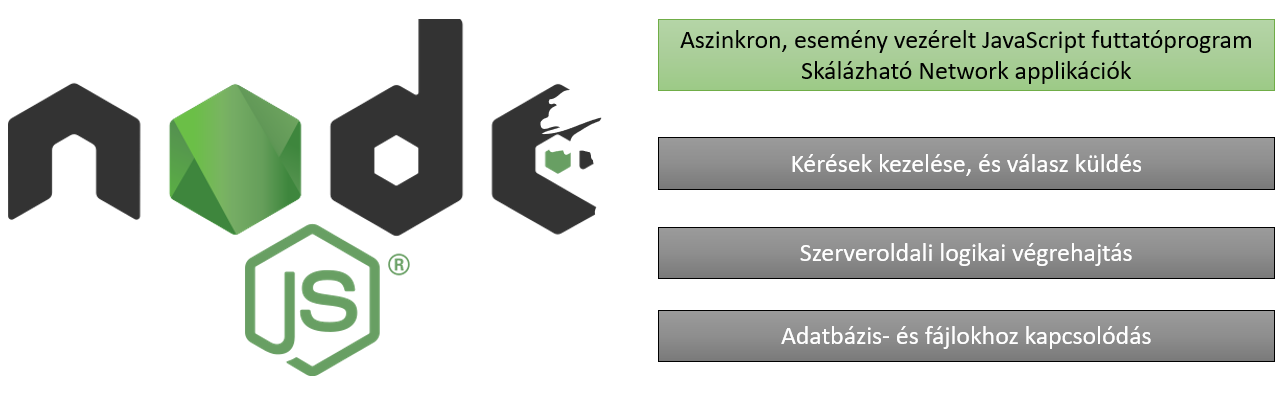 node
JS®
Aszinkron, esemény vezérelt JavaScript futtatóprogram
Skálázható Network applikációk
Kérések kezelése, és válasz küldés
Szerveroldali logikai végrehajtás
Adatbázis- és fájlokhoz kapcsolódás